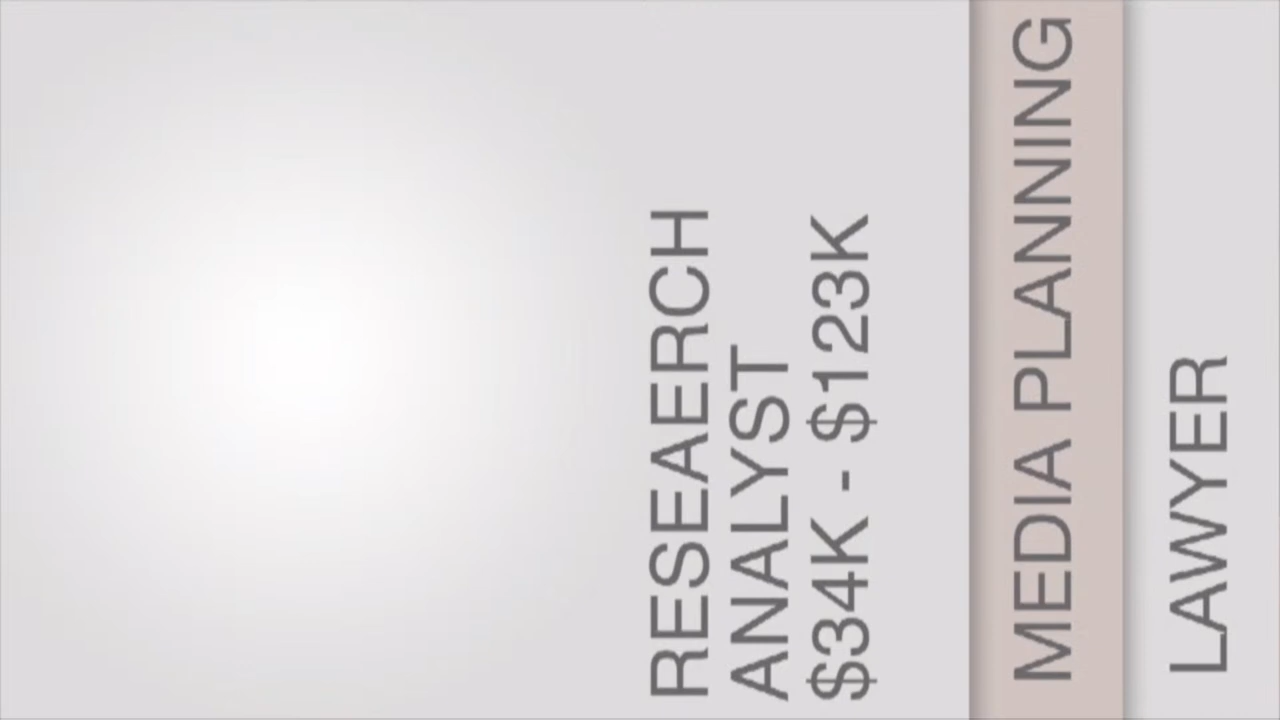 RESEAERCH
ANALYST
$34K - $123K
MEDIA PLANNING
LAWYER